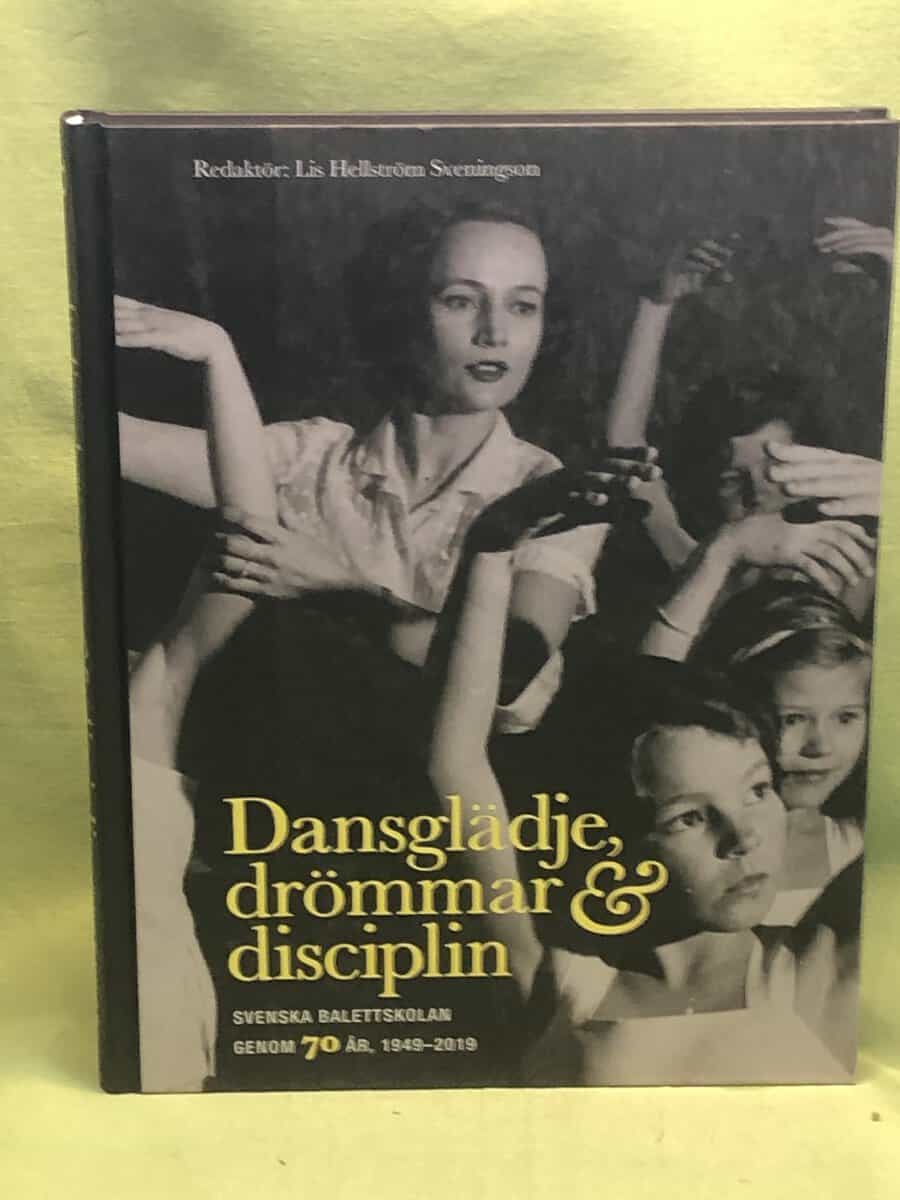 Redaktör: Lis Hellström Sveningson
Dansglädje,
drömmar &
disciplin
SVENSKA BALETTSKOLAN
GENOM 70 ÅR, 1949–2019